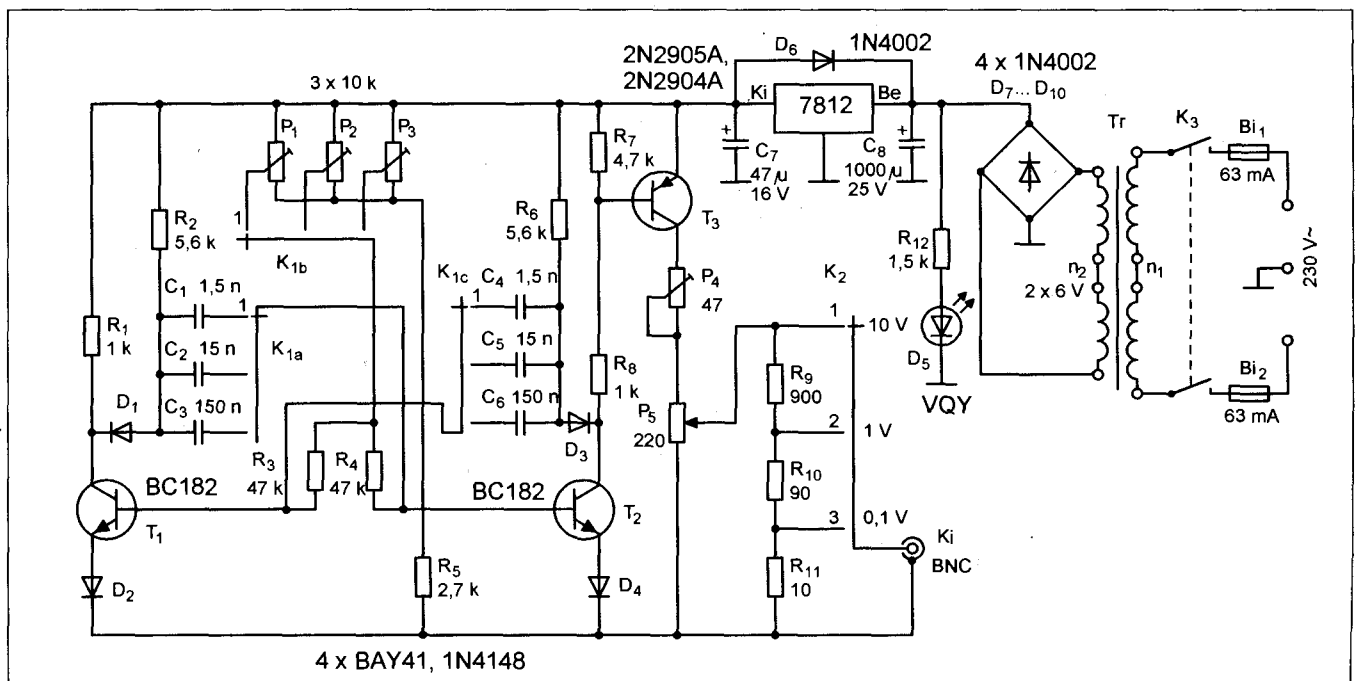 2N2905A,
2N2904A
D6
1N4002
4 x 1N4002
D7... D10
3 x 10 k
P1
P2
P3
R7
4,7 k
Ki
7812
Be
Tr
K3
Bi1
63 mA
+
C7
47 µ
16 V
+
C8
1000 µ
25 V
T3
R2
5,6 k
1
K1b
R6
5,6 k
R12
1,5 k
n2
n1
2 x 6 V
230 V~
C1
1,5 n
1
K1c
1
C4
1,5 n
P4
47
K2
1
10 V
R1
1 k
C2
15 n
K1a
C5
15 n
R8
1 k
D5
VQY
Bi2
63 mA
D1
C3
150 n
C6
150 n
D3
P5
220
R9
900
2
1 V
R3
47 k
R4
47 k
BC182
T1
BC182
T2
R10
90
3
0,1 V
Ki
BNC
D2
R5
2,7 k
D4
R11
10
4 x BAY41, 1N4148